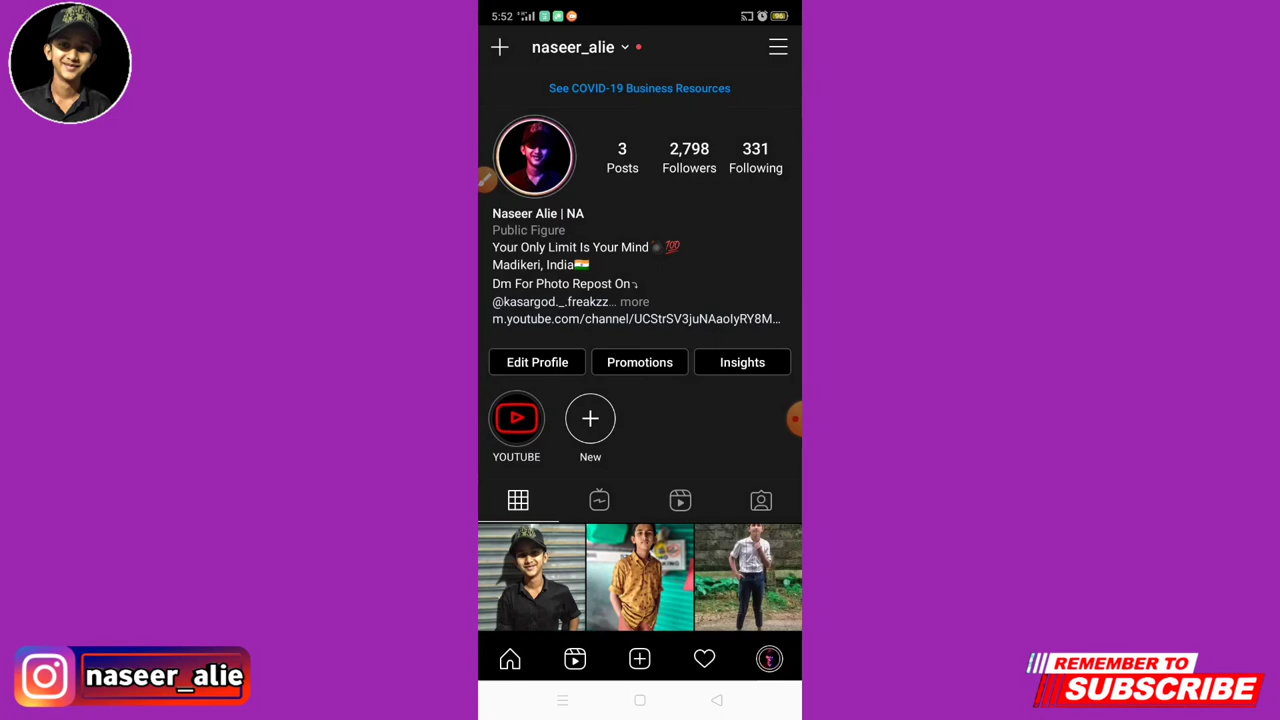 5:52
96
naseer_alie
See COVID-19 Business Resources
3
Posts
2,798
Followers
331
Following
Naseer Alie | NA
Public Figure
Your Only Limit Is Your Mind💣💯
Madikeri, India🇮🇳
Dm For Photo Repost On⤵
@kasargod._.freakzz... more
m.youtube.com/channel/UCStrSV3juNAaoIyRY8M...
Edit Profile
Promotions
Insights
YOUTUBE
New
naseer_alie
REMEMBER TO
SUBSCRIBE